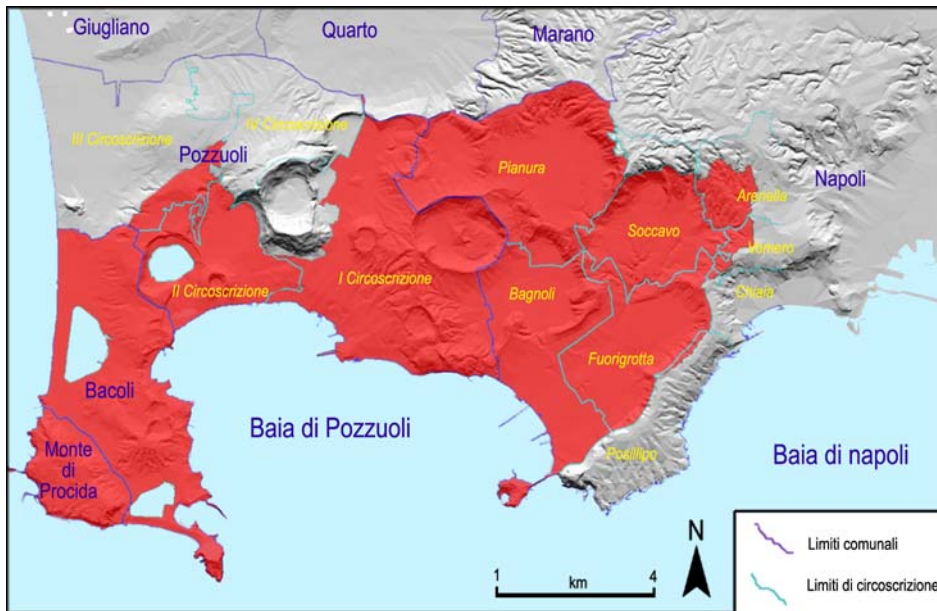 Giugliano
Quarto
Marano
III Circoscrizione
IV Circoscrizione
Pozzuoli
Pianura
Napoli
Arenella
Soccavo
Vomero
I Circoscrizione
II Circoscrizione
Bagnoli
Chiaia
Fuorigrotta
Bacoli
Baia di Pozzuoli
Posillipo
Baia di napoli
Monte
di
Procida
N
1
4
km
Limiti comunali
Limiti di circoscrizione